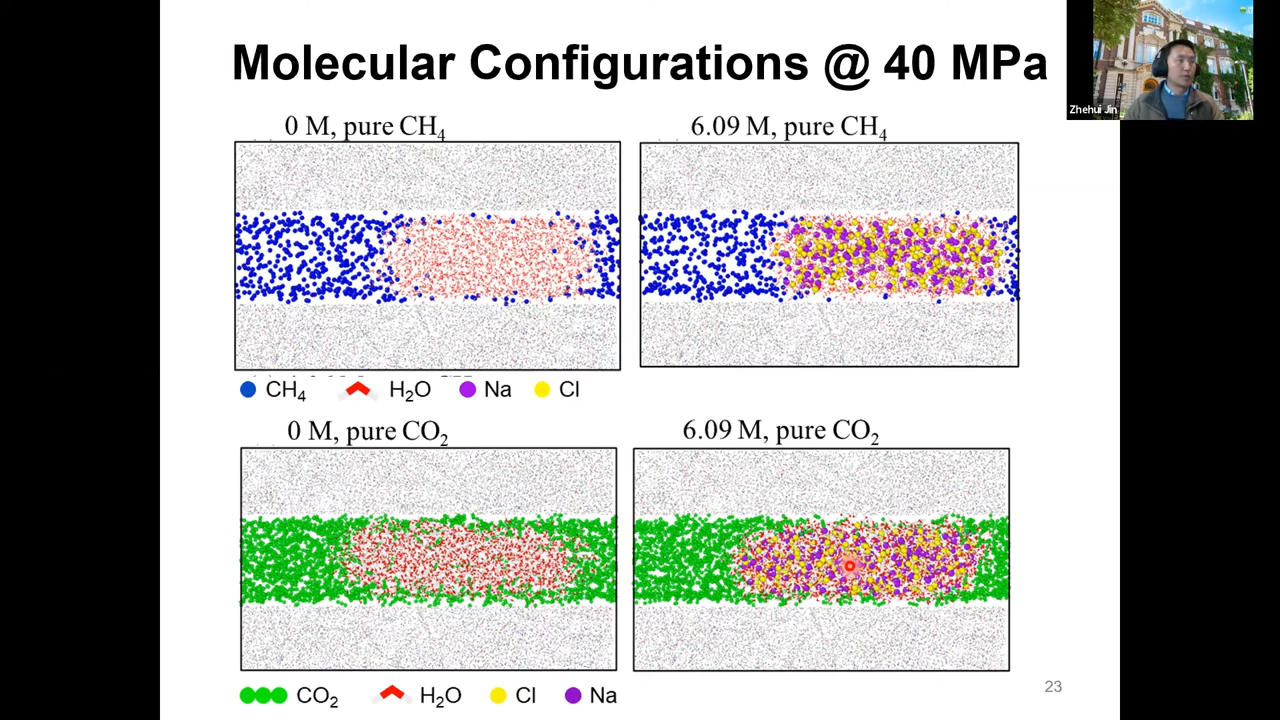 Molecular Configurations @ 40 MPa
Zhehui Jin
0 M, pure CH₄
6.09 M, pure CH₄
CH₄ H₂O Na Cl
0 M, pure CO₂
6.09 M, pure CO₂
CO₂ H₂O Cl Na
23